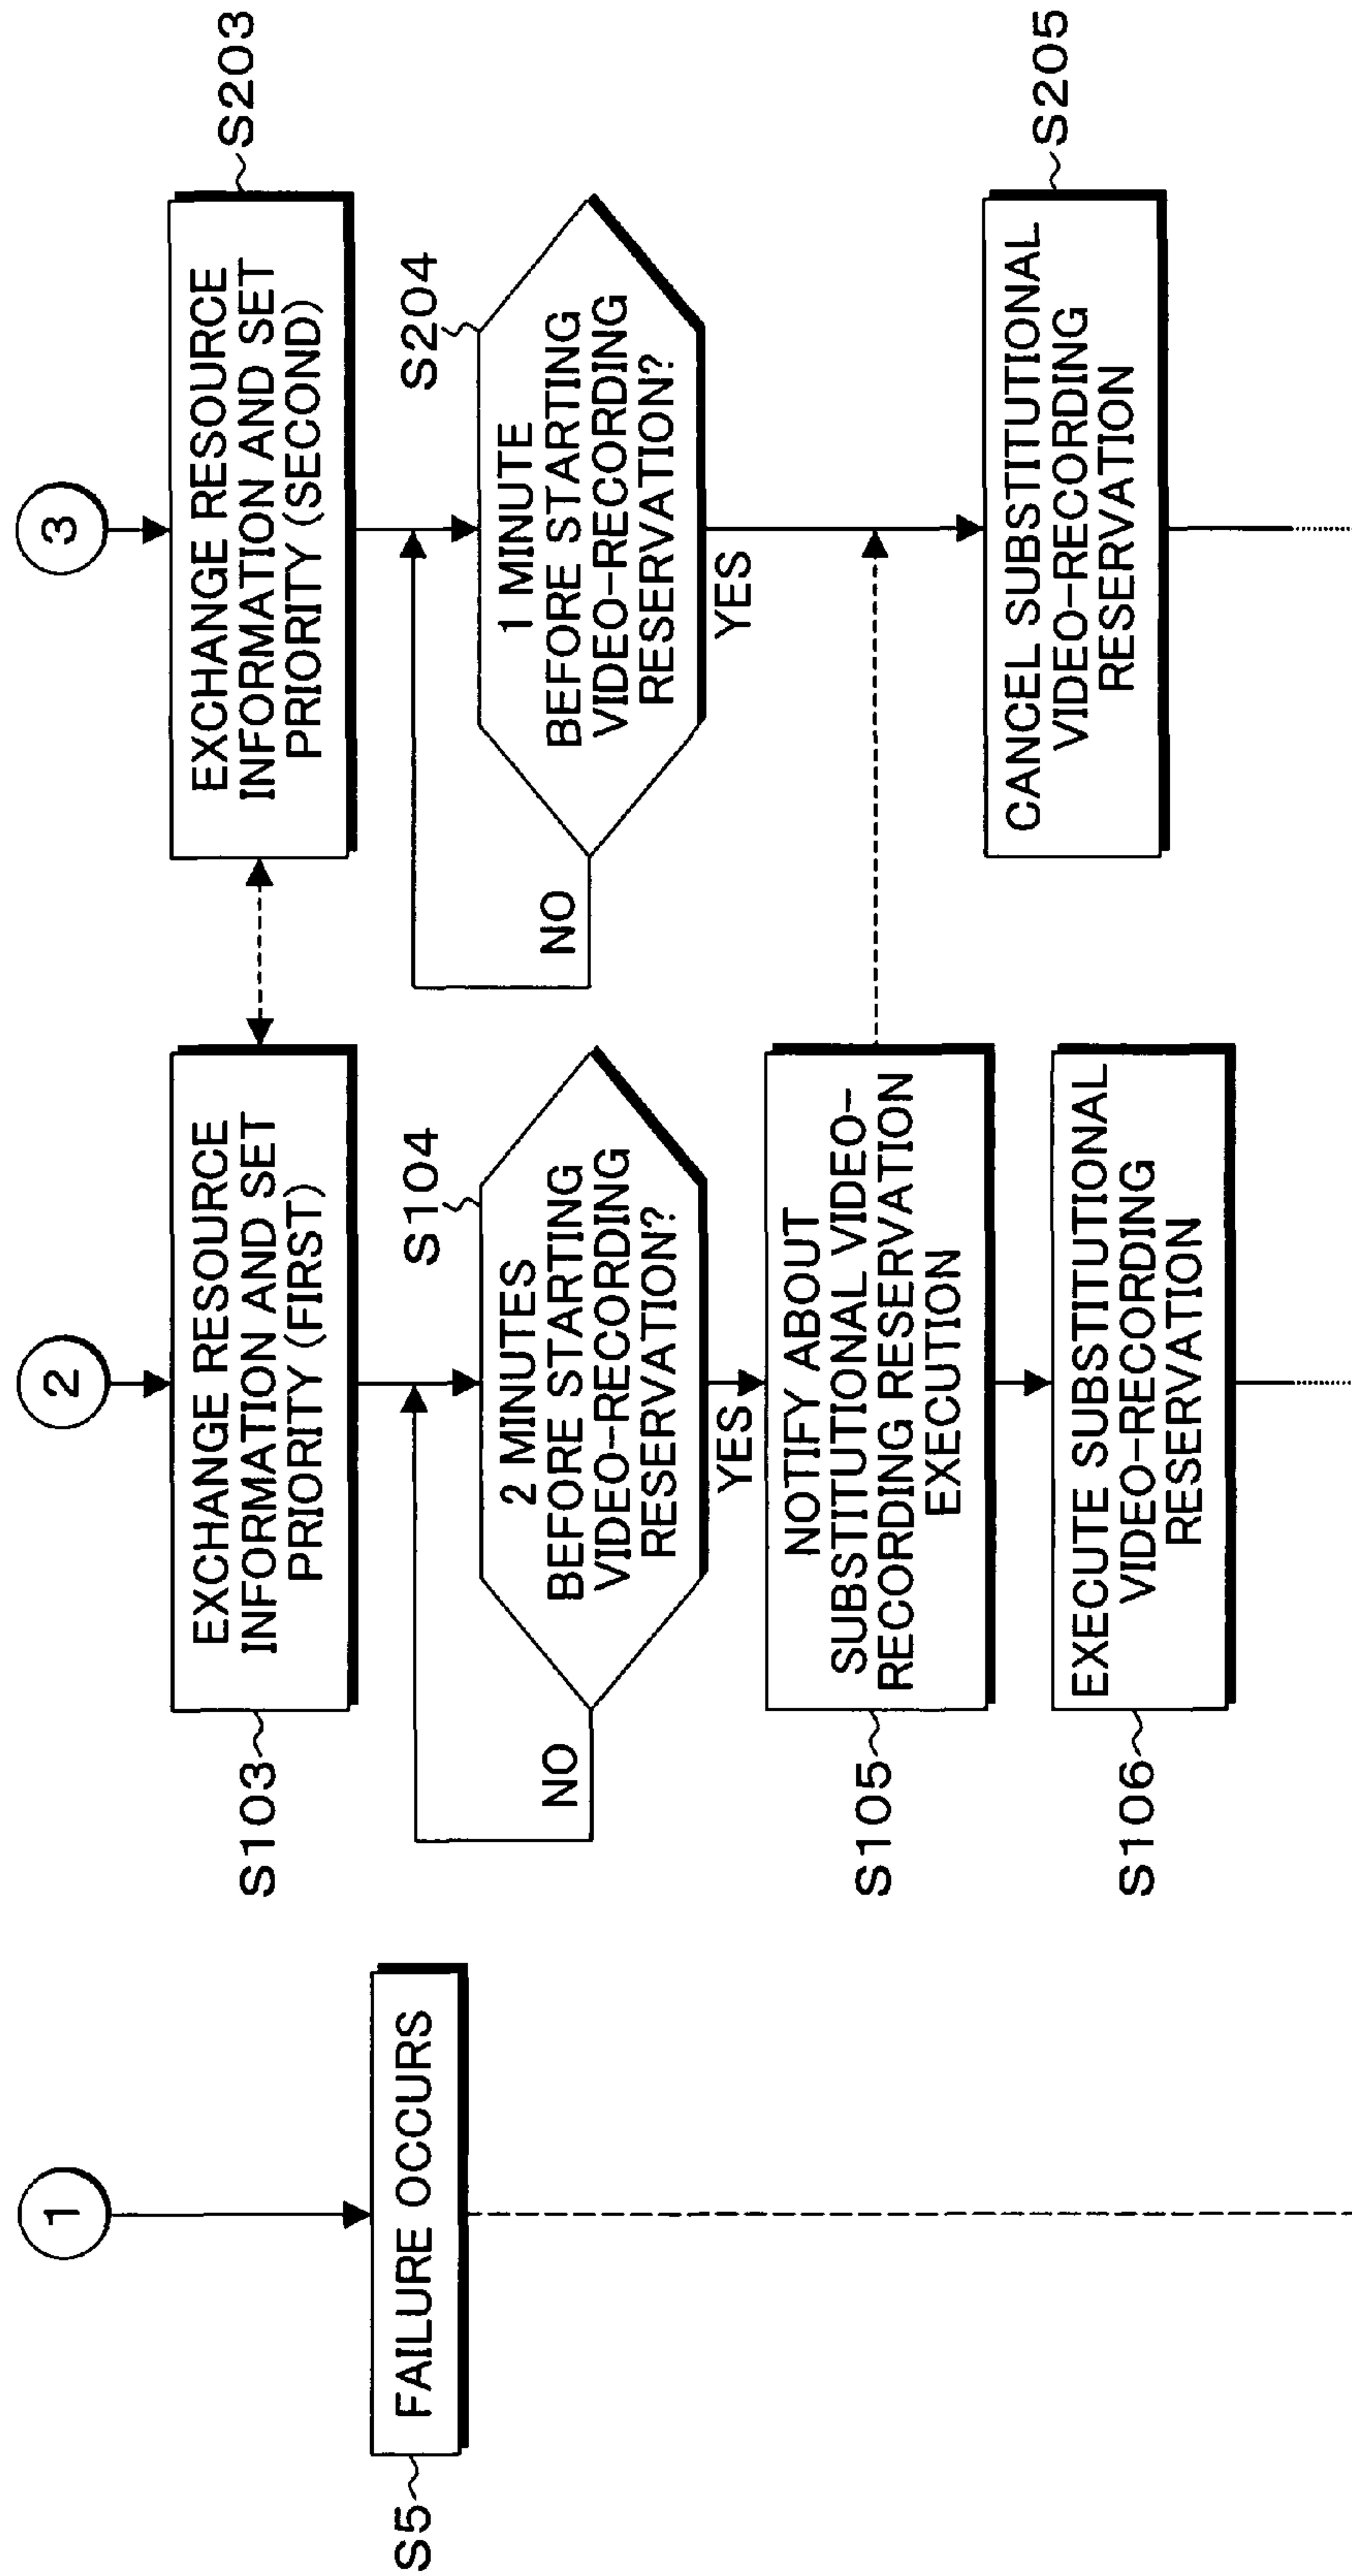 1
FAILURE OCCURS
S5
2
EXCHANGE RESOURCE
INFORMATION AND SET
PRIORITY (FIRST)
S103
S104
2 MINUTES
BEFORE STARTING
VIDEO-RECORDING
RESERVATION?
NO
YES
NOTIFY ABOUT
SUBSTITUTIONAL VIDEO-
RECORDING RESERVATION
EXECUTION
S105
EXECUTE SUBSTITUTIONAL
VIDEO-RECORDING
RESERVATION
S106
3
EXCHANGE RESOURCE
INFORMATION AND SET
PRIORITY (SECOND)
S203
S204
1 MINUTE
BEFORE STARTING
VIDEO-RECORDING
RESERVATION?
NO
YES
CANCEL SUBSTITUTIONAL
VIDEO-RECORDING
RESERVATION
S205